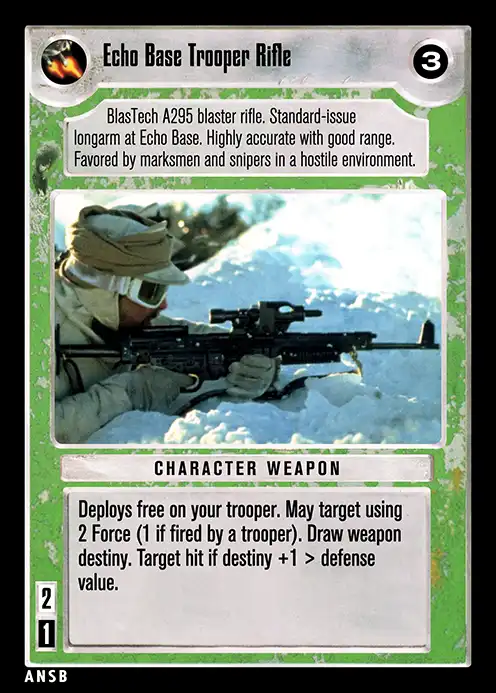 Echo Base Trooper Rifle
3
BlasTech A295 blaster rifle. Standard-issue
longarm at Echo Base. Highly accurate with good range.
Favored by marksmen and snipers in a hostile environment.
CHARACTER WEAPON
Deploys free on your trooper. May target using
2 Force (1 if fired by a trooper). Draw weapon
destiny. Target hit if destiny +1 > defense
value.
2
1
ANSB